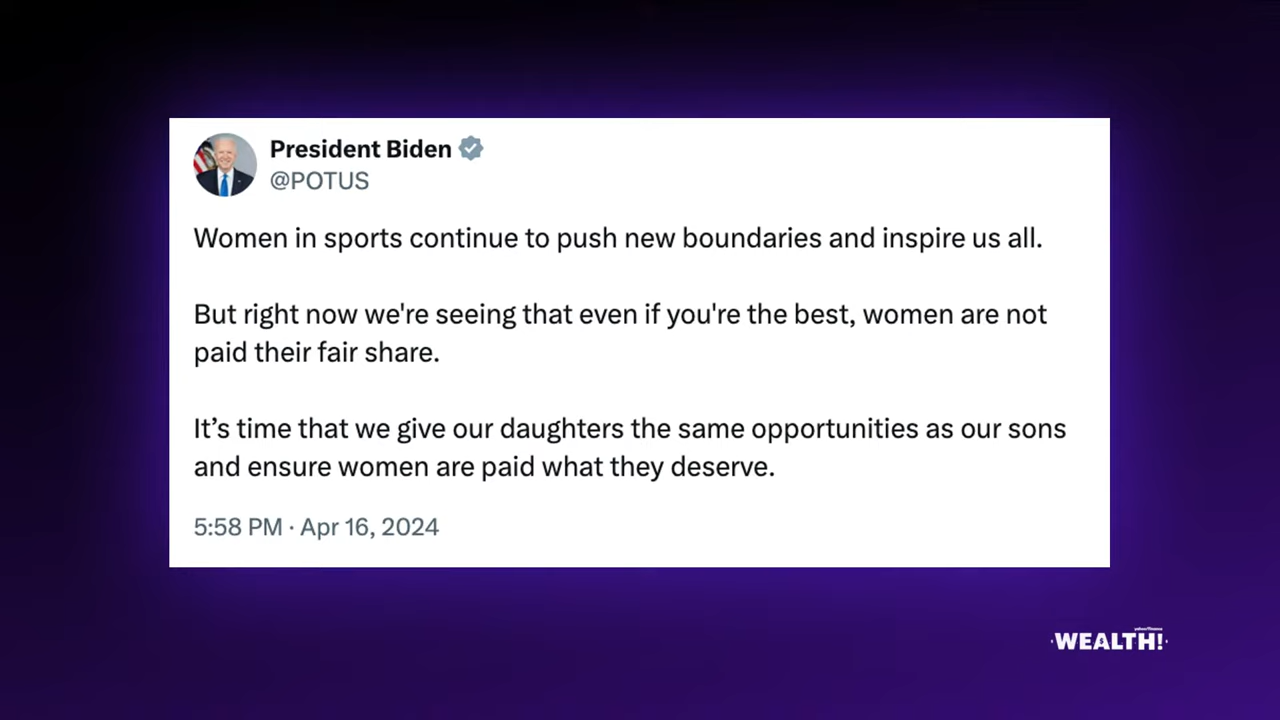 President Biden
@POTUS
Women in sports continue to push new boundaries and inspire us all.
But right now we're seeing that even if you're the best, women are not
paid their fair share.
It’s time that we give our daughters the same opportunities as our sons
and ensure women are paid what they deserve.
5:58 PM · Apr 16, 2024
yahoo!finance
WEALTH!